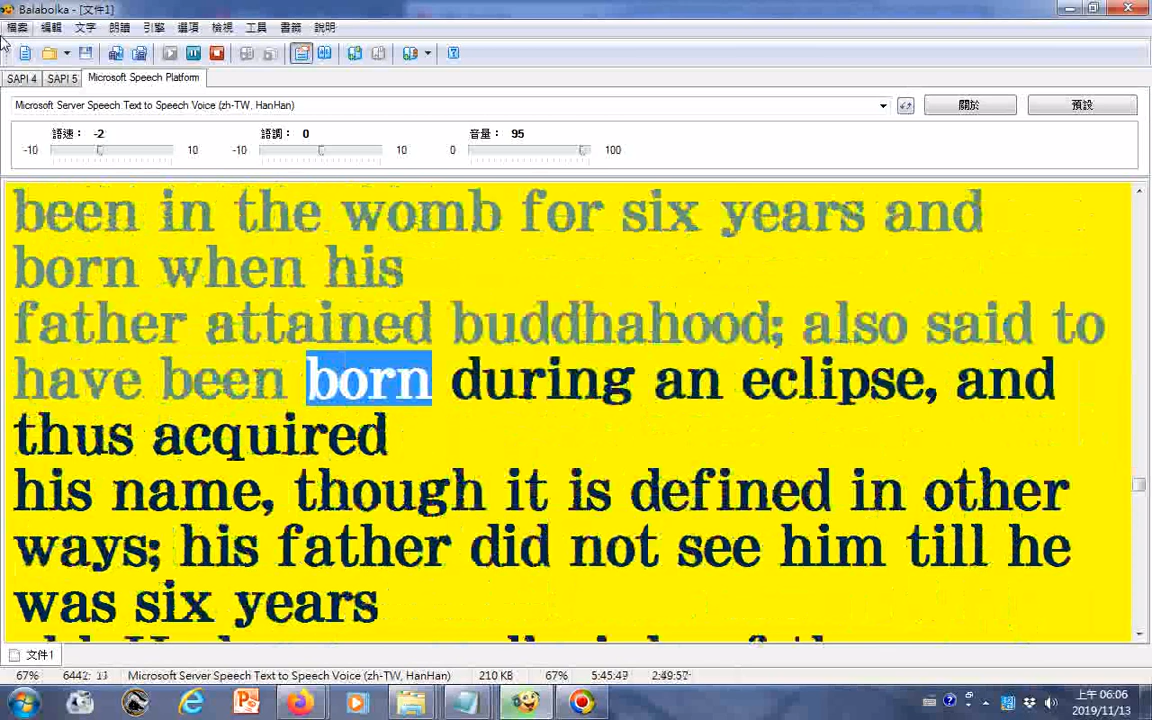 Balabolka - [文件1]
檔案 編輯 文字 朗讀 引擎 選項 檢視 工具 書籤 說明
SAPI 4 SAPI 5 Microsoft Speech Platform
Microsoft Server Speech Text to Speech Voice (zh-TW, HanHan) 關於 預設
語速： -2 語調： 0 音量： 95
-10 10 -10 10 0 100
been in the womb for six years and
born when his
father attained buddhahood; also said to
have been born during an eclipse, and
thus acquired
his name, though it is defined in other
ways; his father did not see him till he
was six years
文件1
67% 6442: 13 Microsoft Server Speech Text to Speech Voice (zh-TW, HanHan) 210 KB 67% 5:45:49 2:49:57
上午 06:06
2019/11/13